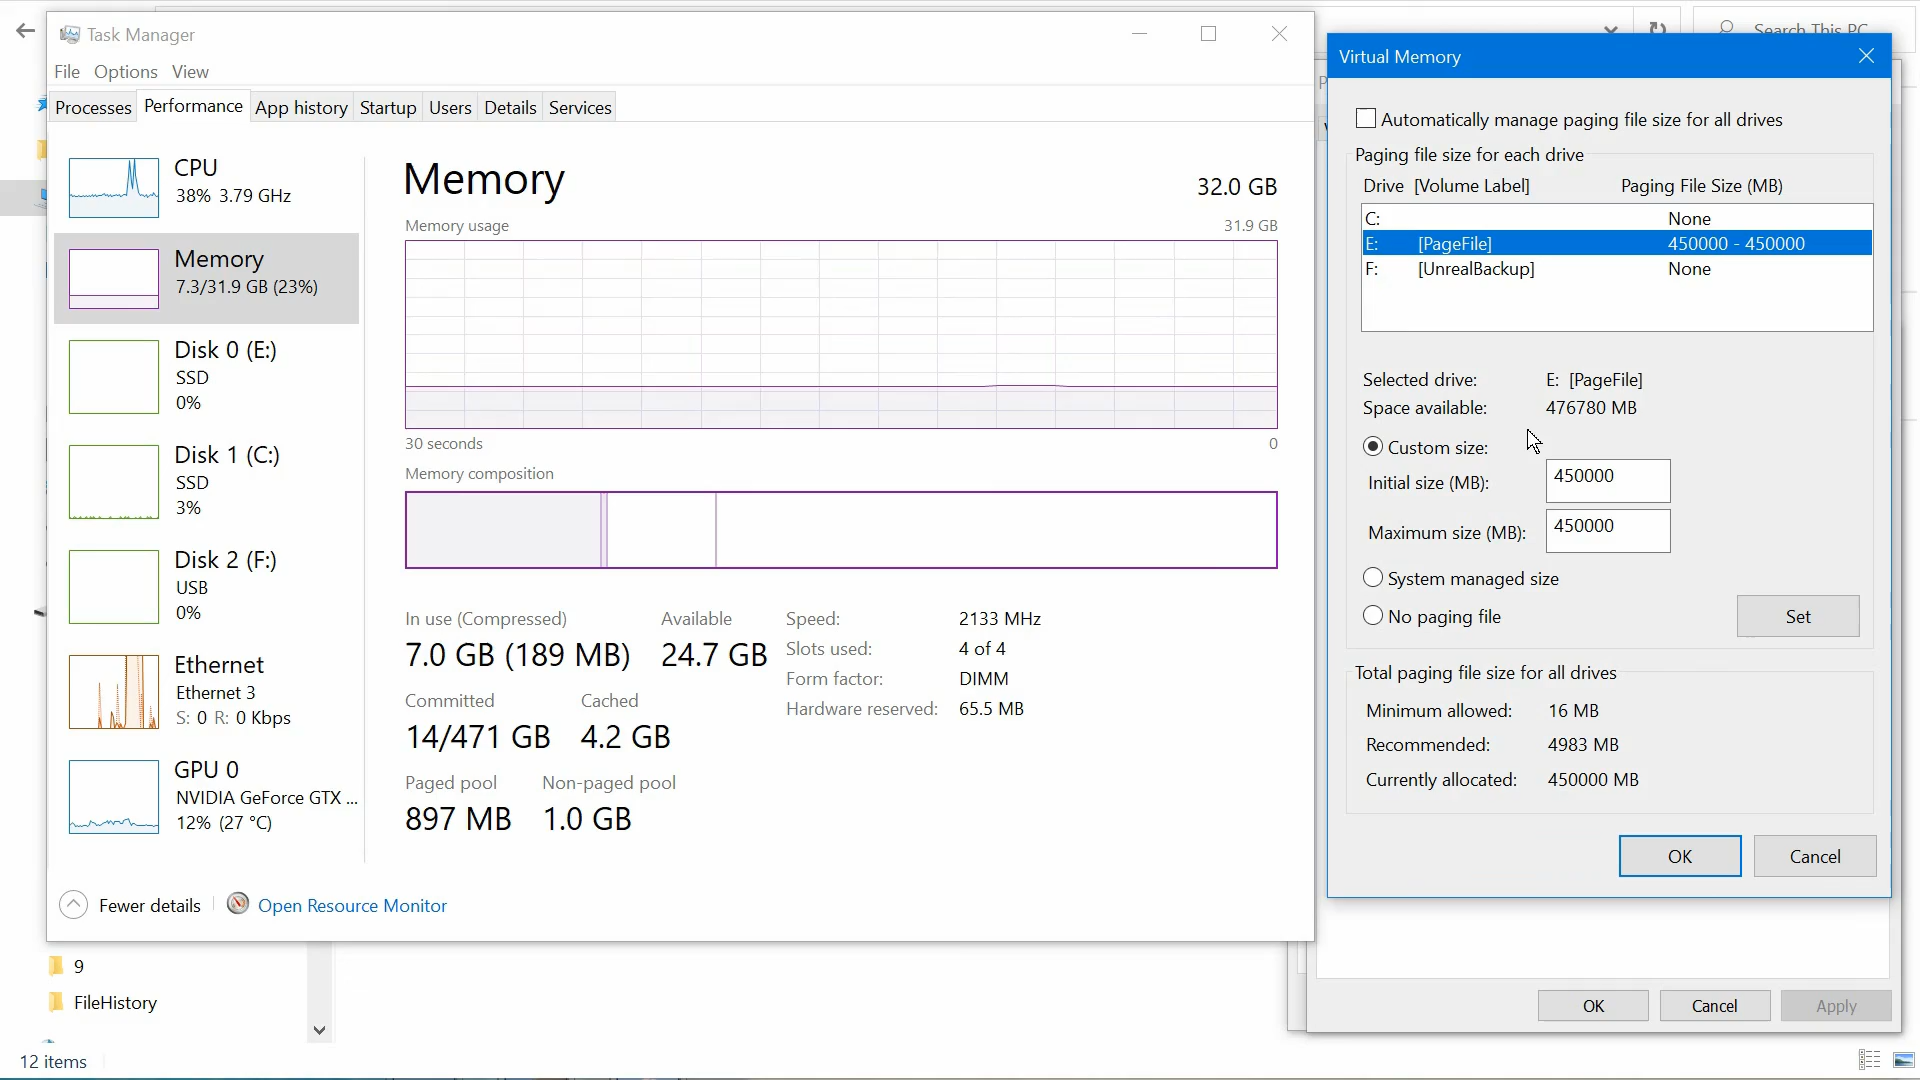 Task Manager
File Options View
Processes Performance App history Startup Users Details Services
CPU
38% 3.79 GHz
Memory
7.3/31.9 GB (23%)
Disk 0 (E:)
SSD
0%
Disk 1 (C:)
SSD
3%
Disk 2 (F:)
USB
0%
Ethernet
Ethernet 3
S: 0 R: 0 Kbps
GPU 0
NVIDIA GeForce GTX ...
12% (27 °C)
Memory
32.0 GB
Memory usage
31.9 GB
30 seconds
0
Memory composition
In use (Compressed)
7.0 GB (189 MB)
Available
24.7 GB
Committed
14/471 GB
Cached
4.2 GB
Paged pool
897 MB
Non-paged pool
1.0 GB
Speed: 2133 MHz
Slots used: 4 of 4
Form factor: DIMM
Hardware reserved: 65.5 MB
Fewer details
Open Resource Monitor
9
FileHistory
12 items
Search This PC
Virtual Memory
Automatically manage paging file size for all drives
Paging file size for each drive
Drive [Volume Label] Paging File Size (MB)
C: None
E: [PageFile] 450000 - 450000
F: [UnrealBackup] None
Selected drive: E: [PageFile]
Space available: 476780 MB
Custom size:
Initial size (MB): 450000
Maximum size (MB): 450000
System managed size
No paging file
Set
Total paging file size for all drives
Minimum allowed: 16 MB
Recommended: 4983 MB
Currently allocated: 450000 MB
OK Cancel
OK Cancel Apply